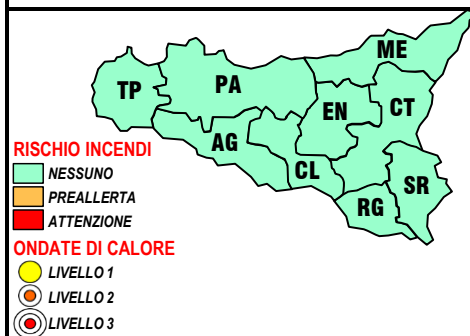 ME
PA
TP
EN
CT
AG
CL
SR
RG
RISCHIO INCENDI
NESSUNO
PREALLERTA
ATTENZIONE
ONDATE DI CALORE
LIVELLO 1
LIVELLO 2
LIVELLO 3